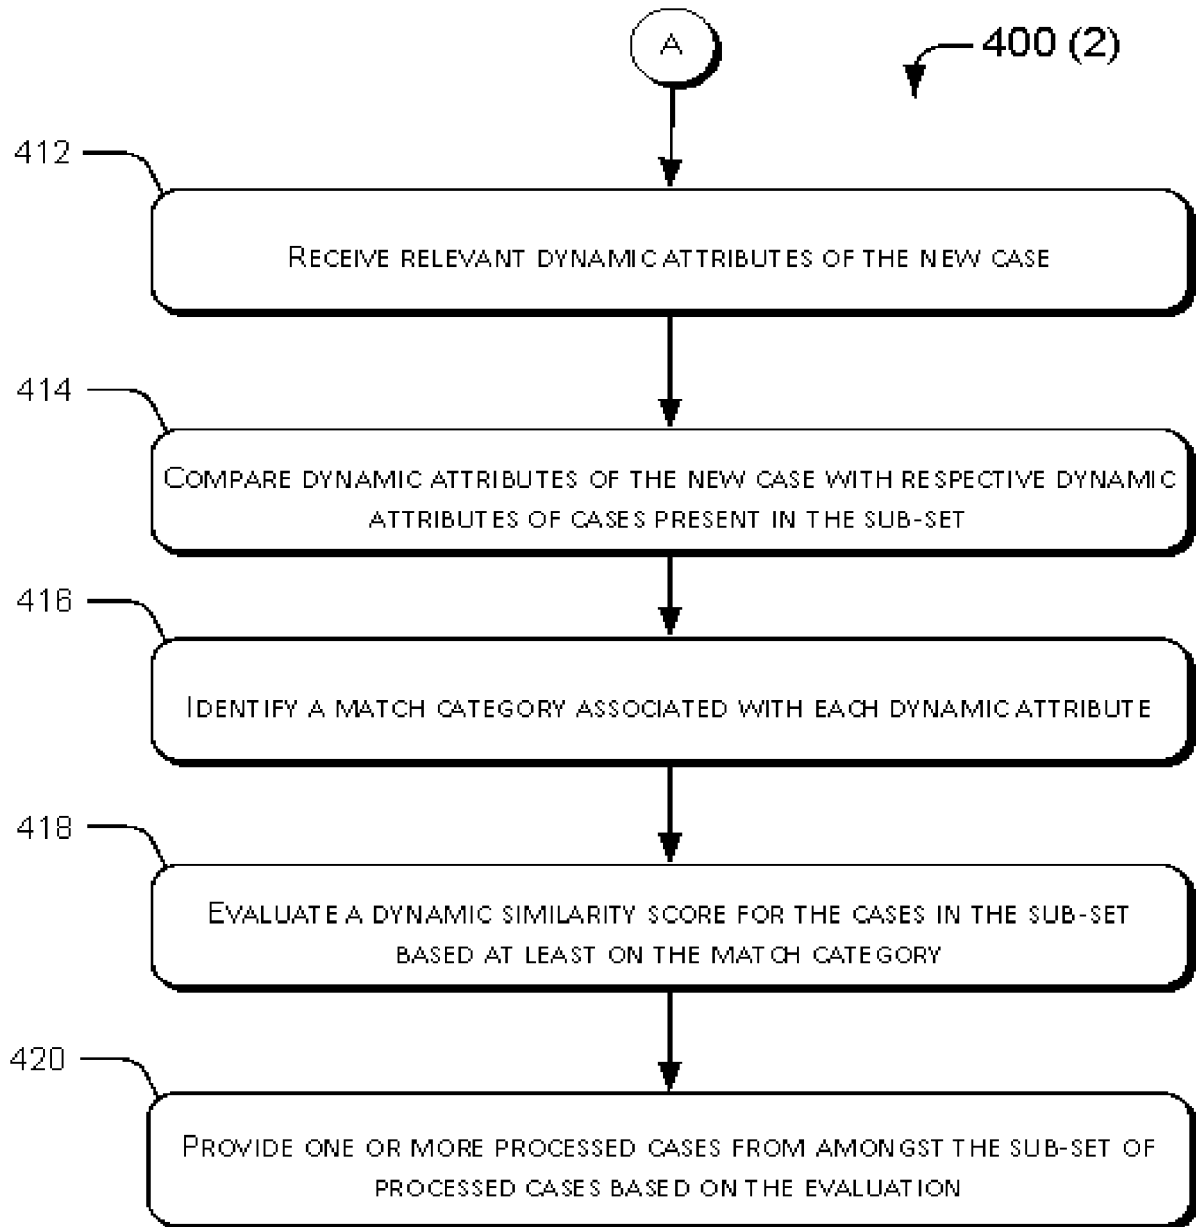 A
400 (2)
412
RECEIVE RELEVANT DYNAMIC ATTRIBUTES OF THE NEW CASE
414
COMPARE DYNAMIC ATTRIBUTES OF THE NEW CASE WITH RESPECTIVE DYNAMIC
ATTRIBUTES OF CASES PRESENT IN THE SUB-SET
416
IDENTIFY A MATCH CATEGORY ASSOCIATED WITH EACH DYNAMIC ATTRIBUTE
418
EVALUATE A DYNAMIC SIMILARITY SCORE FOR THE CASES IN THE SUB-SET
BASED AT LEAST ON THE MATCH CATEGORY
420
PROVIDE ONE OR MORE PROCESSED CASES FROM AMONGST THE SUB-SET OF
PROCESSED CASES BASED ON THE EVALUATION